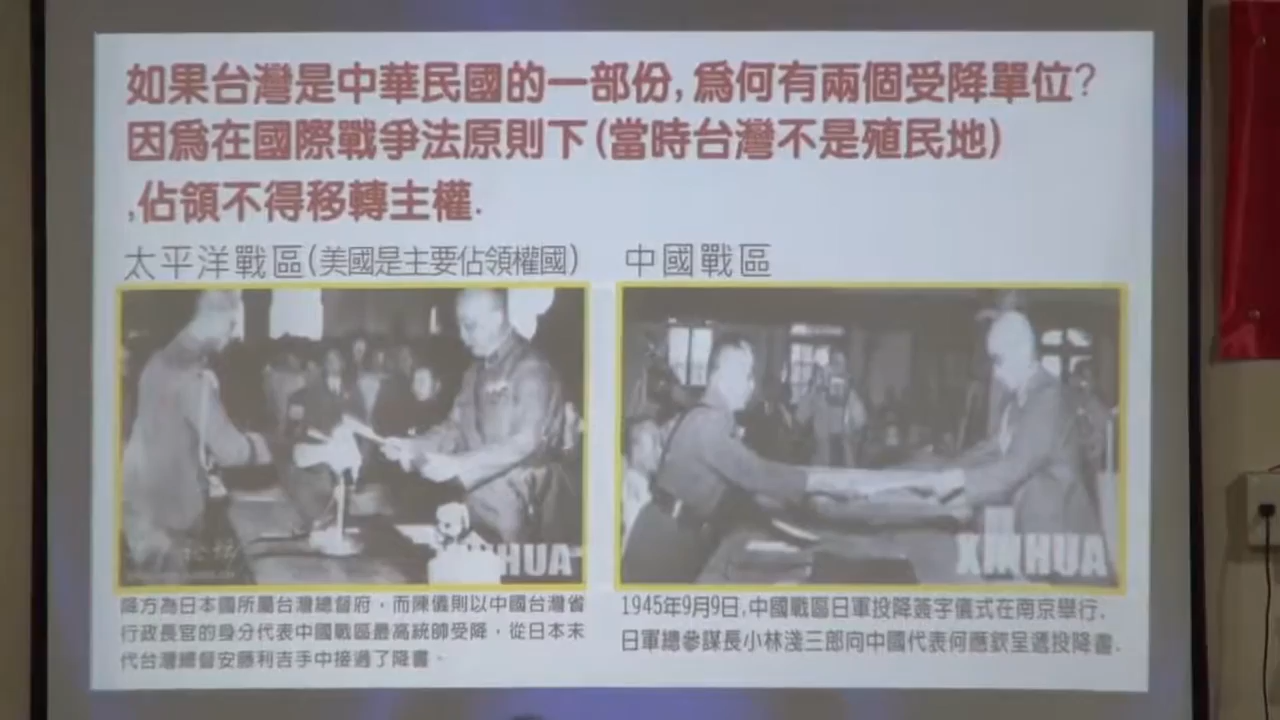 如果台灣是中華民國的一部份,為何有兩個受降單位?
因為在國際戰爭法原則下(當時台灣不是殖民地)
,佔領不得移轉主權.
太平洋戰區(美國是主要佔領權國)
中國戰區
HUA
XINHUA
降方為日本國所屬台灣總督府,而陳儀則以中國台灣省
行政長官的身分代表中國戰區最高統帥受降,從日本末
代台灣總督安藤利吉手中接過了降書。
1945年9月9日,中國戰區日軍投降簽字儀式在南京舉行.
日軍總參謀長小林淺三郎向中國代表何應欽呈遞投降書.